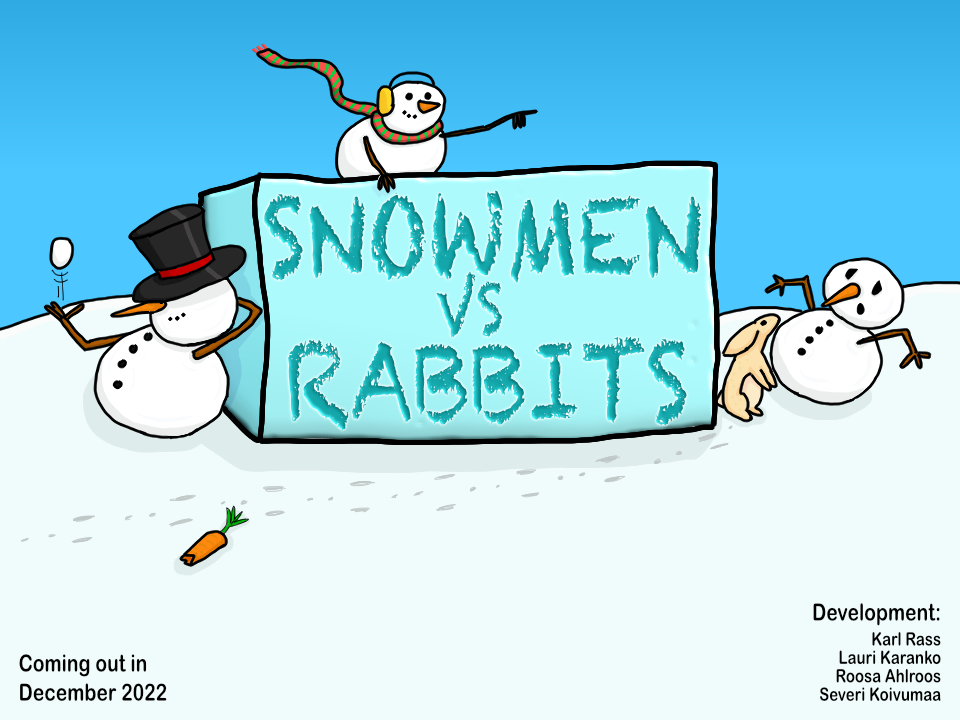 SNOWMEN
VS
RABBITS
Development:
Karl Rass
Lauri Karanko
Roosa Ahlroos
Severi Koivumaa
Coming out in
December 2022